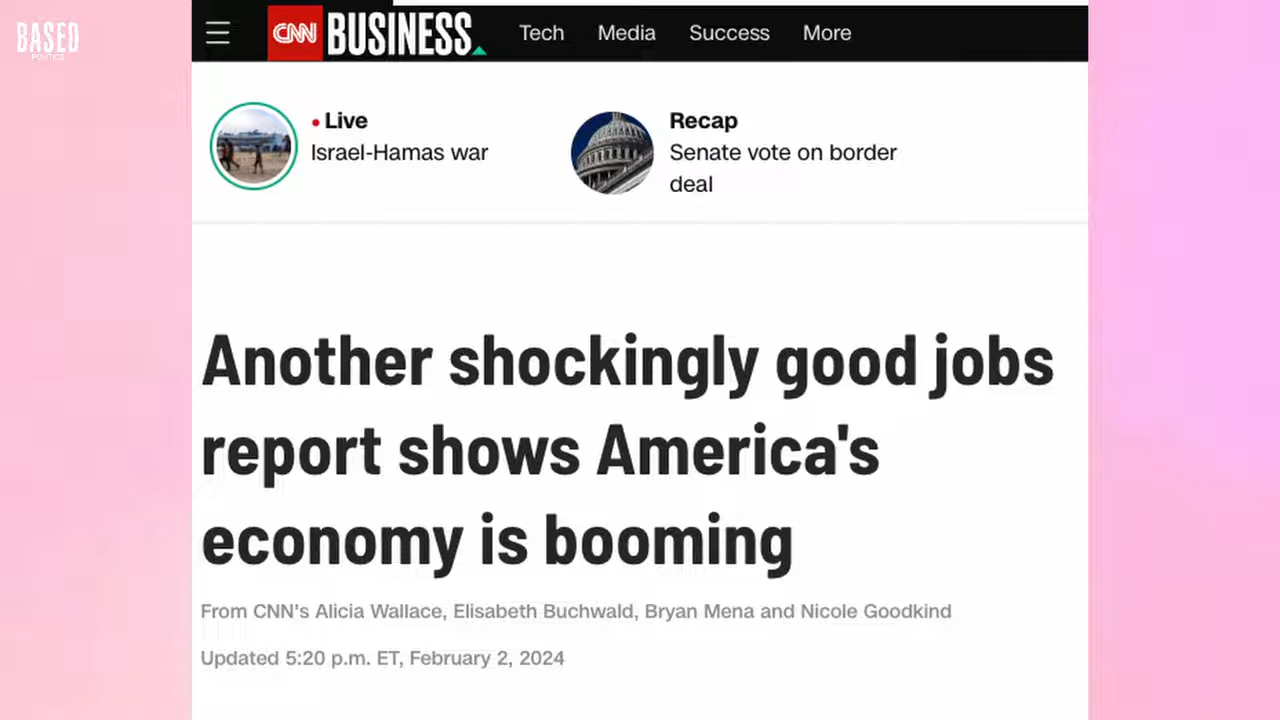 BASED
POLITICS
CNN BUSINESS Tech Media Success More
Live
Israel-Hamas war
Recap
Senate vote on border
deal
Another shockingly good jobs
report shows America's
economy is booming
From CNN's Alicia Wallace, Elisabeth Buchwald, Bryan Mena and Nicole Goodkind
Updated 5:20 p.m. ET, February 2, 2024